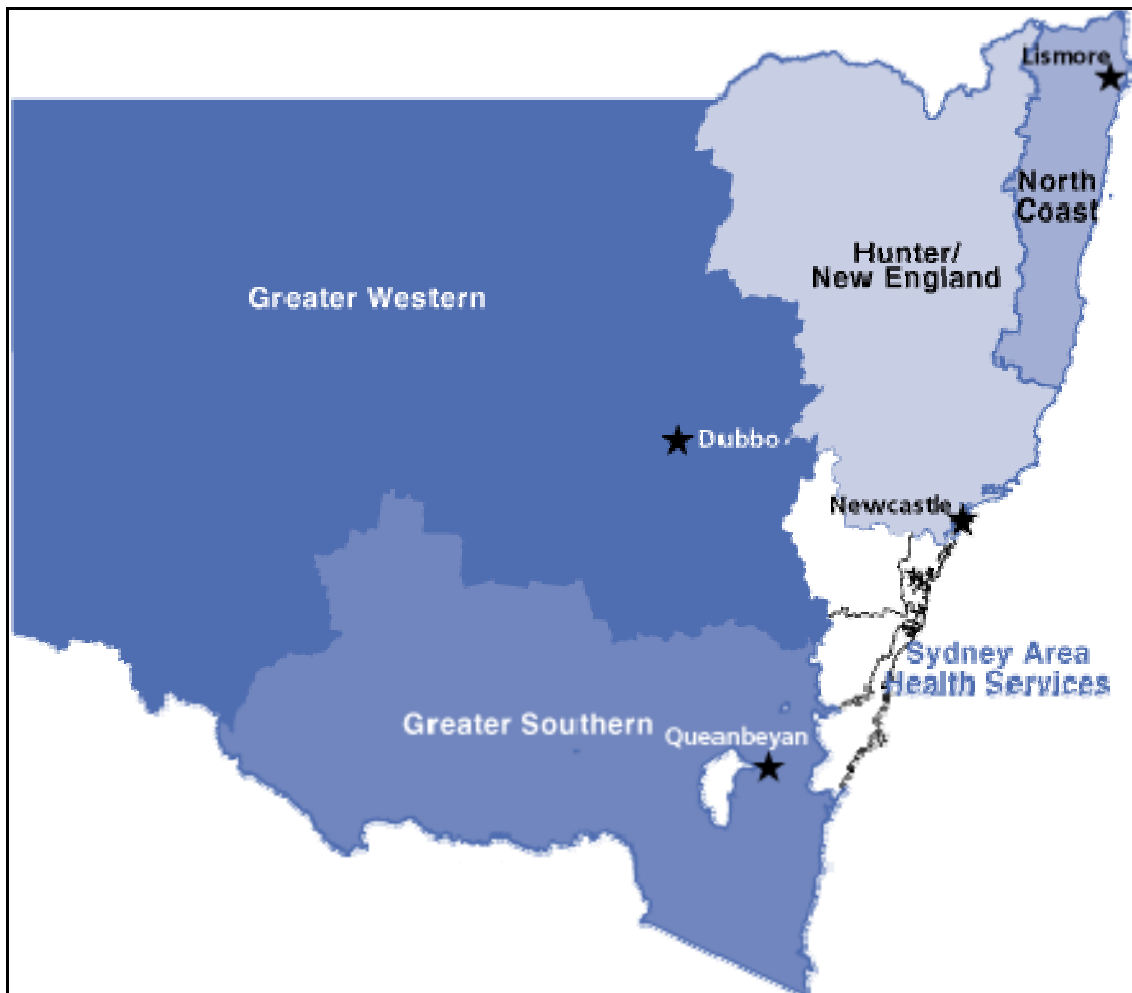 Lismore
North
Coast
Hunter/
New England
Greater Western
Dubbo
Newcastle
Sydney Area
Health Services
Greater Southern
Queanbeyan